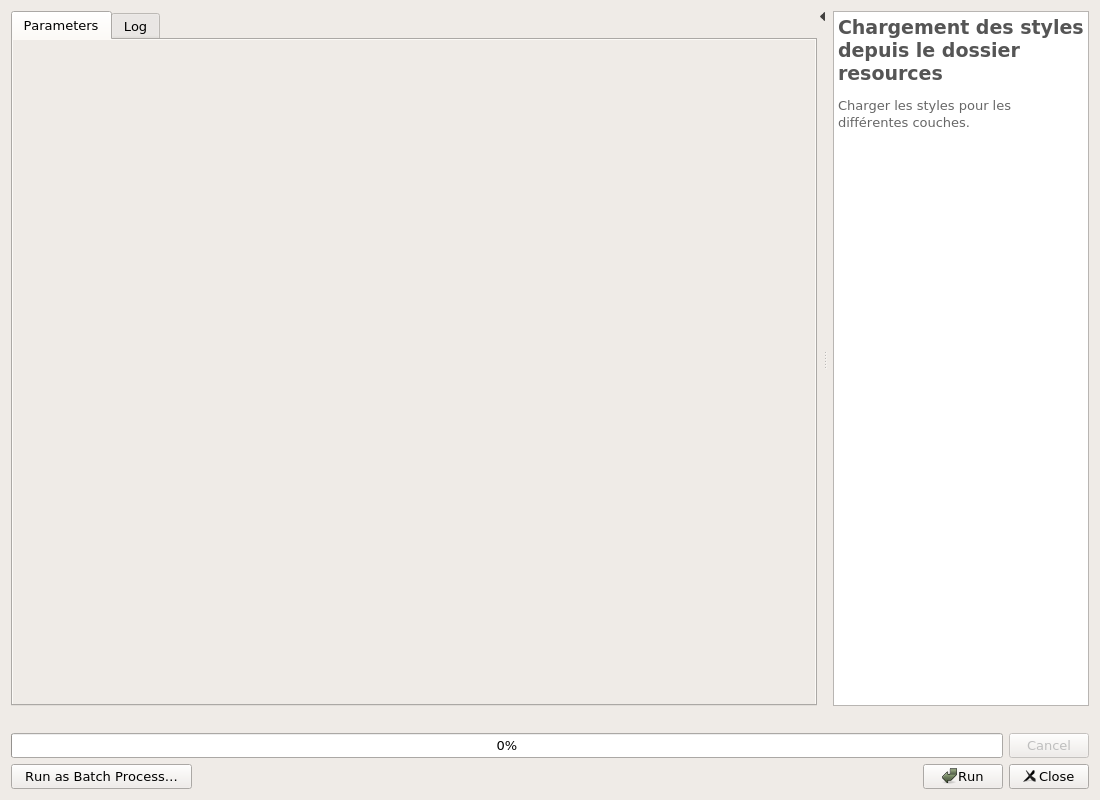 Parameters
Log
Chargement des styles
depuis le dossier
resources
Charger les styles pour les
différentes couches.
0%
Cancel
Run as Batch Process...
Run
Close